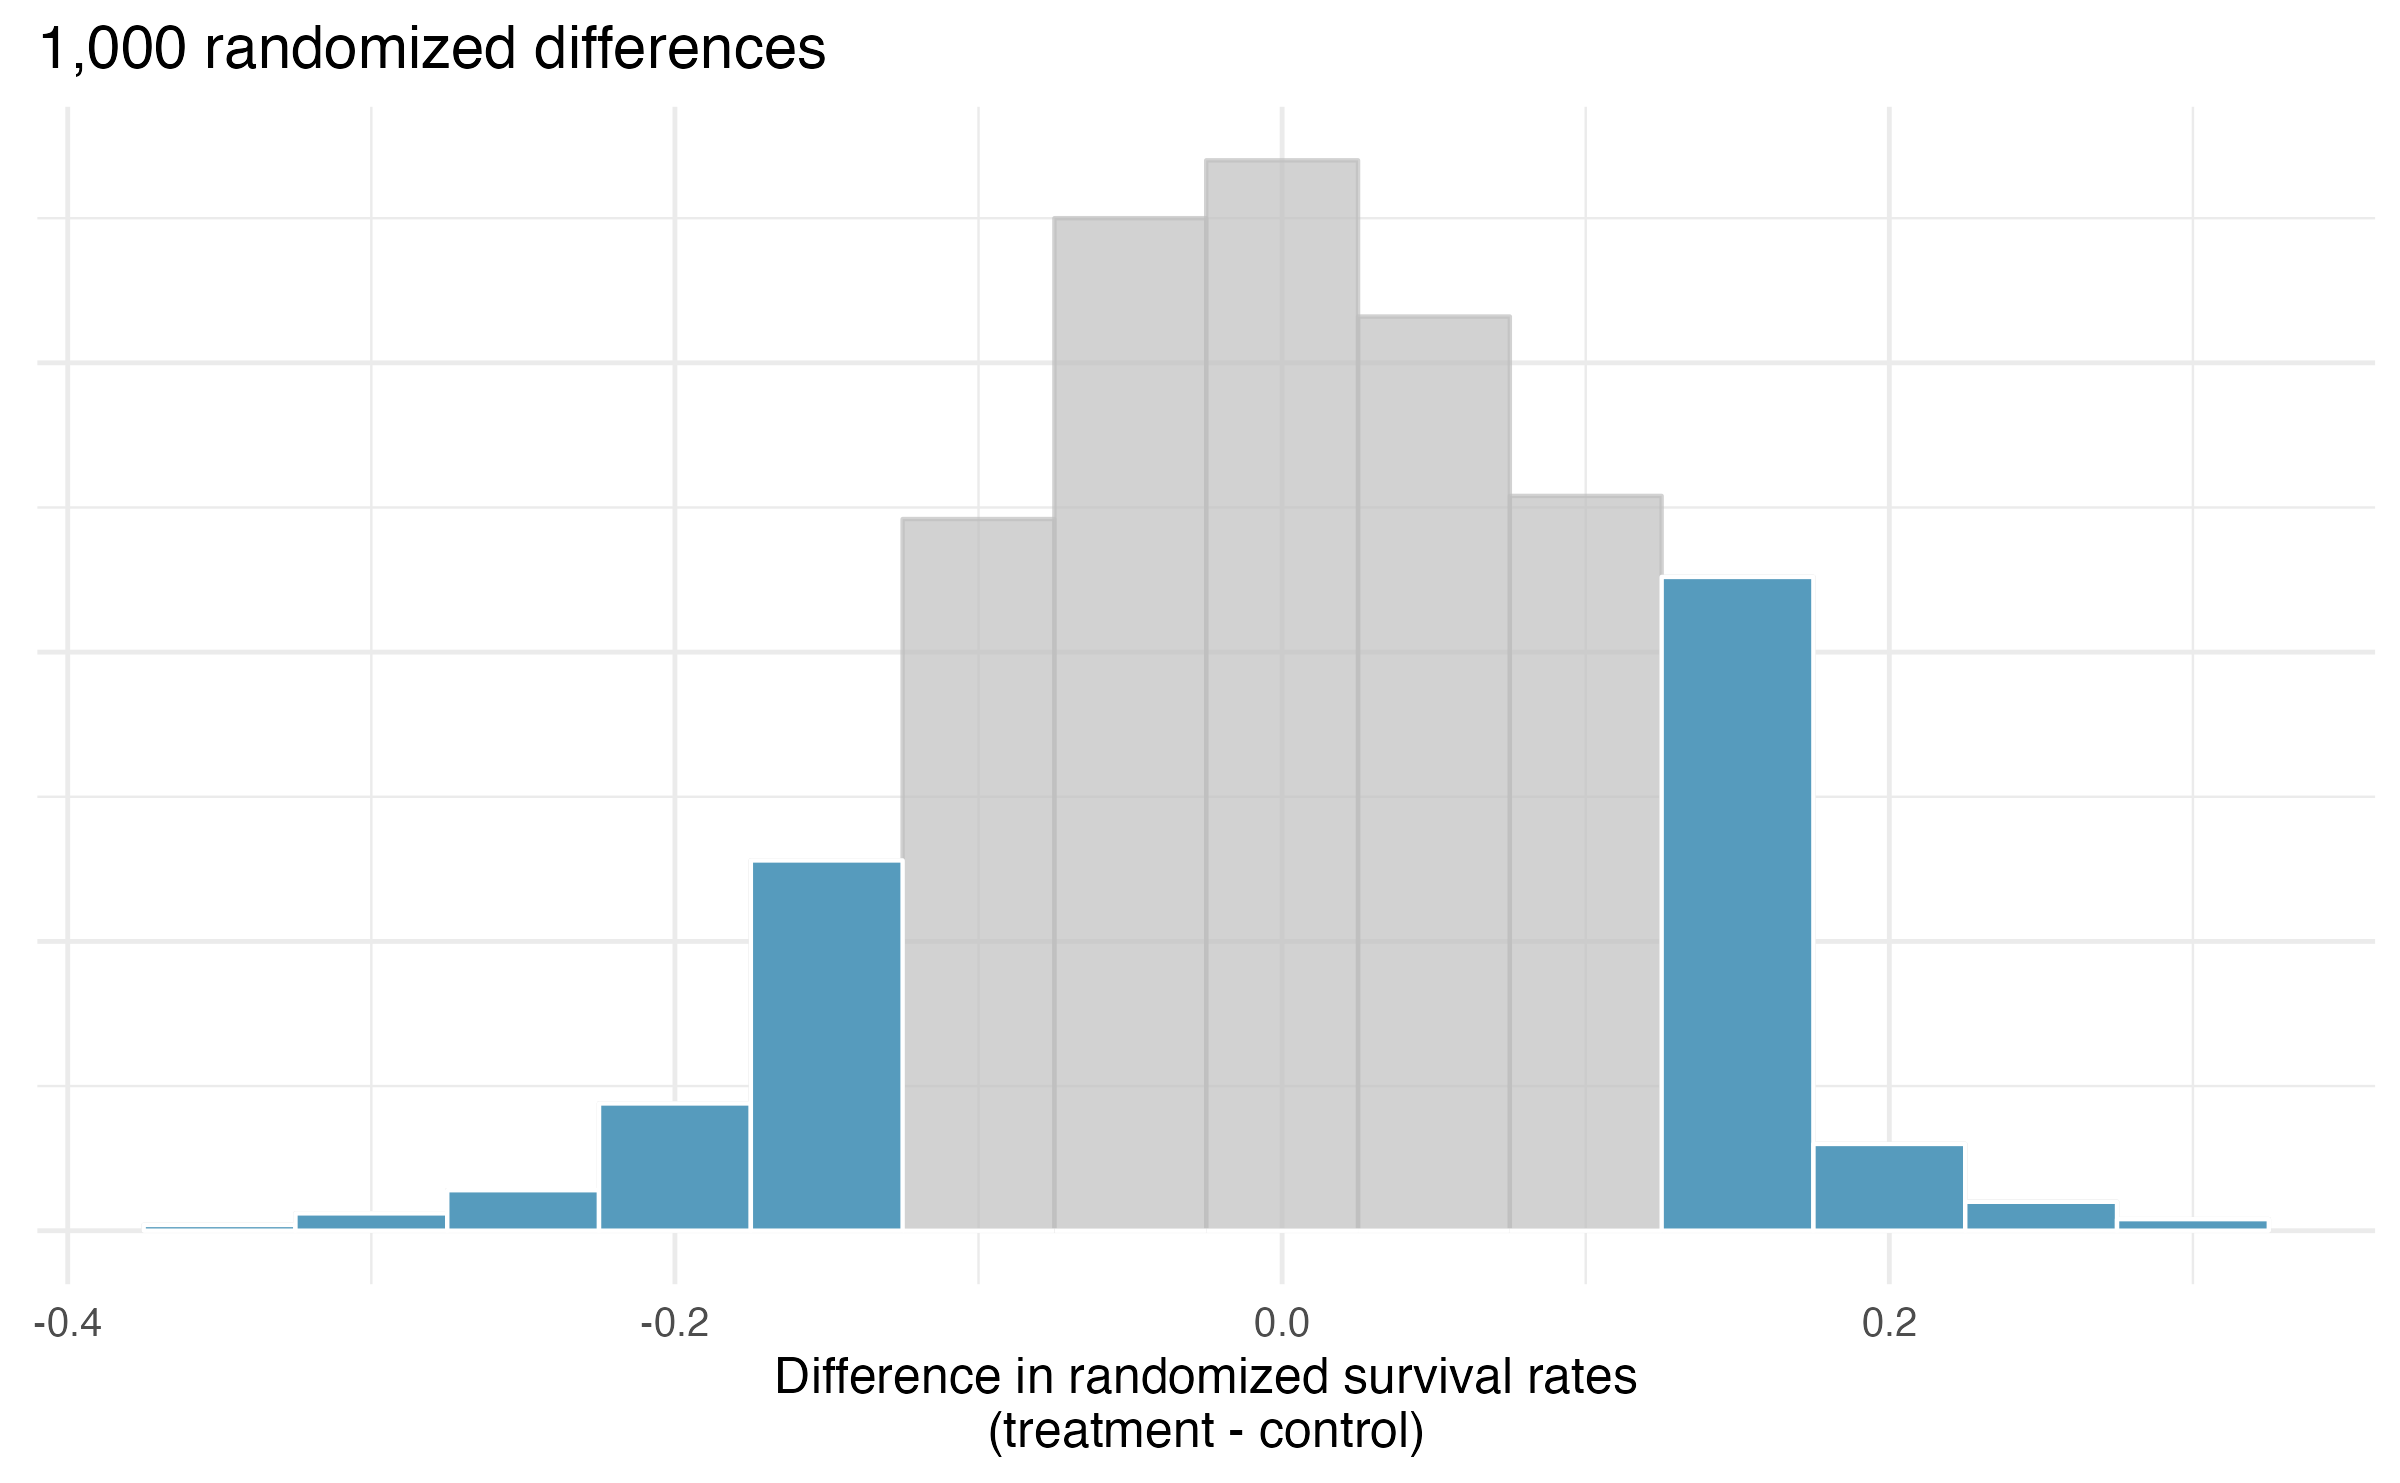 1,000 randomized differences
-0.4 -0.2 0.0 0.2
Difference in randomized survival rates
(treatment - control)